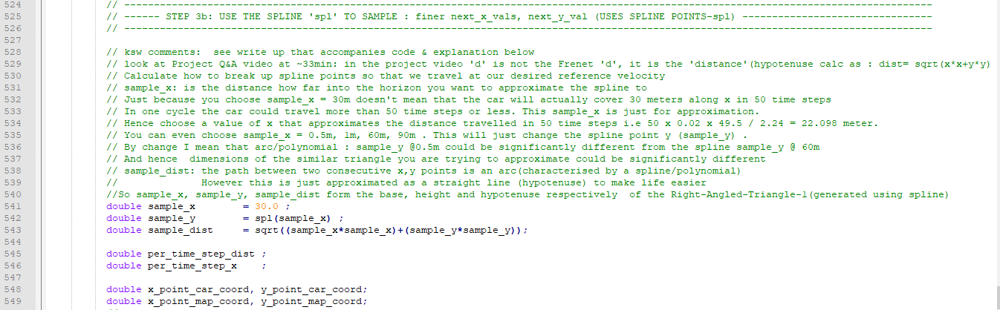 524 // ----------------------------------------------------------------------------------------------------------------------------------------
525 // ------ STEP 3b: USE THE SPLINE 'spl' TO SAMPLE : finer next_x_vals, next_y_val (USES SPLINE POINTS-spl) --------------------------------
526 // ----------------------------------------------------------------------------------------------------------------------------------------
527
528 // ksw comments:  see write up that accompanies code & explanation below
529 // look at Project Q&A video at ~33min: in the project video 'd' is not the Frenet 'd', it is the 'distance'(hypotenuse calc as : dist= sqrt(x*x+y*y)
530 // Calculate how to break up spline points so that we travel at our desired reference velocity
531 // sample_x: is the distance how far into the horizon you want to approximate the spline to
532 // Just because you choose sample_x = 30m doesn't mean that the car will actually cover 30 meters along x in 50 time steps
533 // In one cycle the car could travel more than 50 time steps or less. This sample_x is just for approximation.
534 // Hence choose a value of x that approximates the distance travelled in 50 time steps i.e 50 x 0.02 x 49.5 / 2.24 = 22.098 meter.
535 // You can even choose sample_x = 0.5m, 1m, 60m, 90m . This will just change the spline point y (sample_y) .
536 // By change I mean that arc/polynomial : sample_y @0.5m could be significantly different from the spline sample_y @ 60m
537 // And hence  dimensions of the similar triangle you are trying to approximate could be significantly different
538 // sample_dist: the path between two consecutive x,y points is an arc(characterised by a spline/polynomial)
539 //              However this is just approximated as a straight line (hypotenuse) to make life easier
540 //So sample_x, sample_y, sample_dist form the base, height and hypotenuse respectively  of the Right-Angled-Triangle-1(generated using spline)
541 double sample_x        = 30.0 ;
542 double sample_y        = spl(sample_x) ;
543 double sample_dist     = sqrt((sample_x*sample_x)+(sample_y*sample_y));
544
545 double per_time_step_dist ;
546 double per_time_step_x    ;
547
548 double x_point_car_coord, y_point_car_coord;
549 double x_point_map_coord, y_point_map_coord;